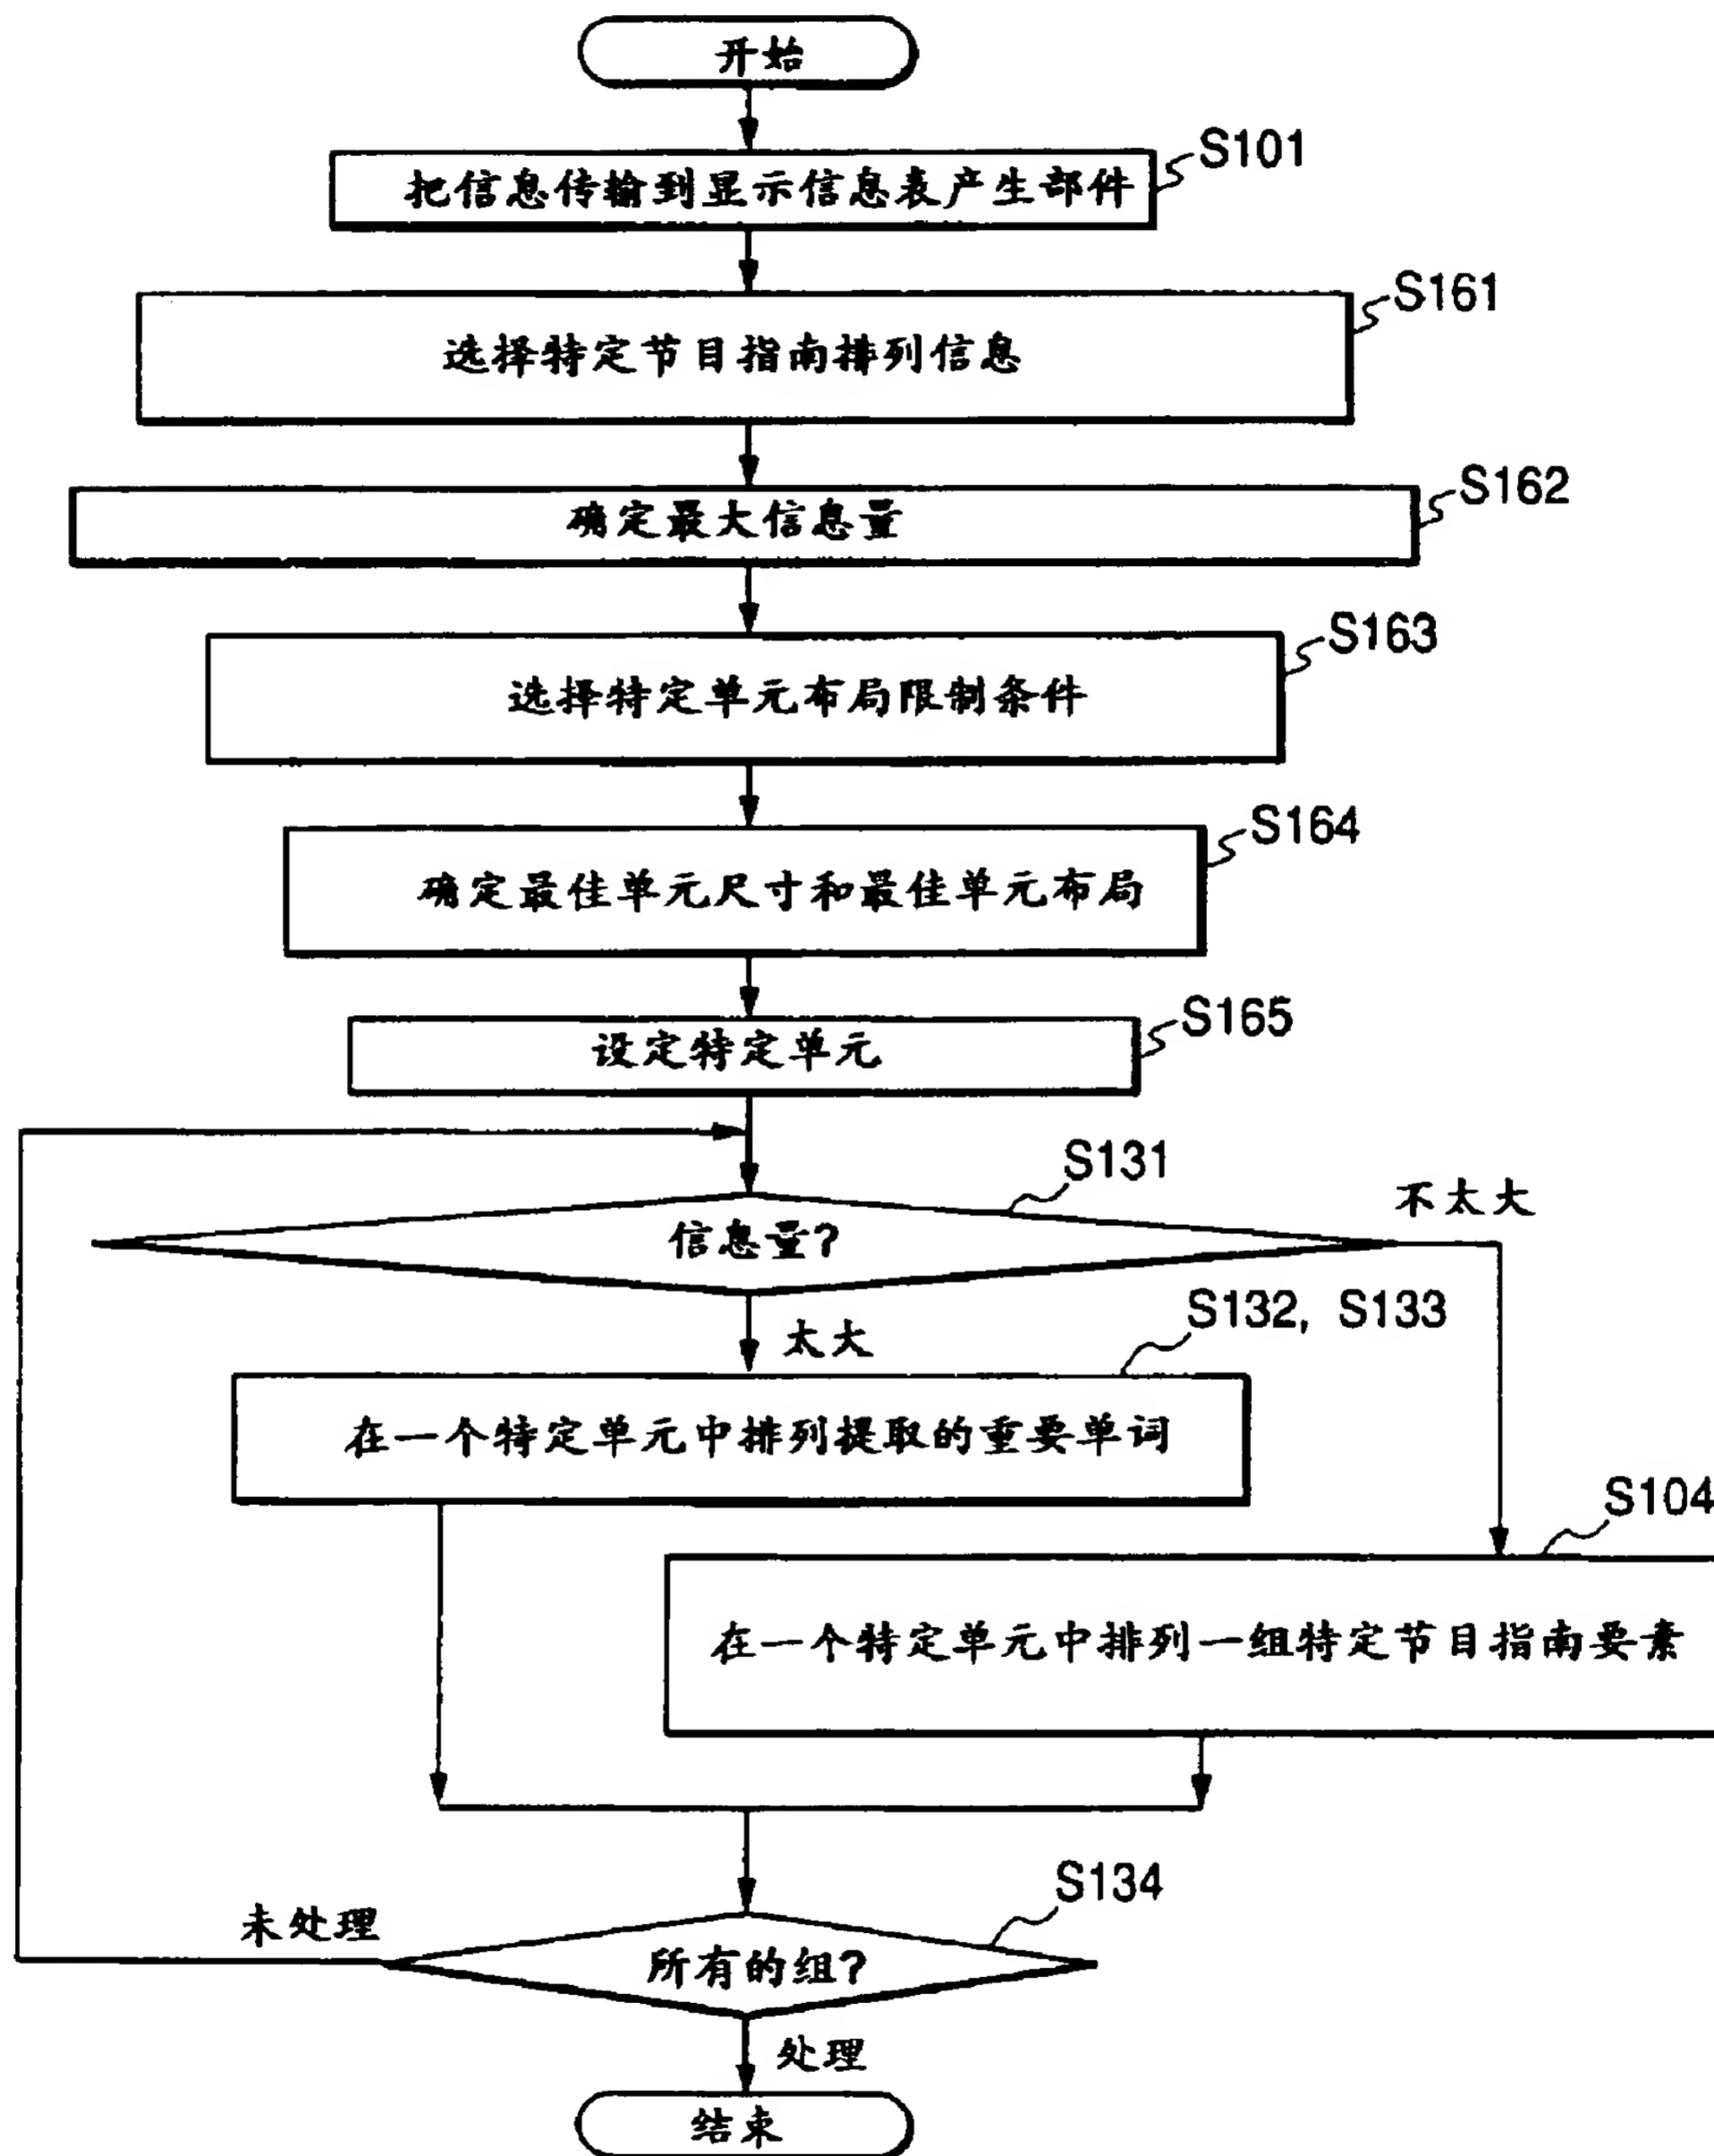 开始
S101
把信息传输到显示信息表产生部件
S161
选择特定节目指南排列信息
S162
确定最大信息量
S163
选择特定单元布局限制条件
S164
确定最佳单元尺寸和最佳单元布局
S165
设定特定单元
S131
不太大
信息量?
S132, S133
太大
在一个特定单元中排列提取的重要单词
S104
在一个特定单元中排列一组特定节目指南要素
S134
未处理
所有的组?
处理
结束